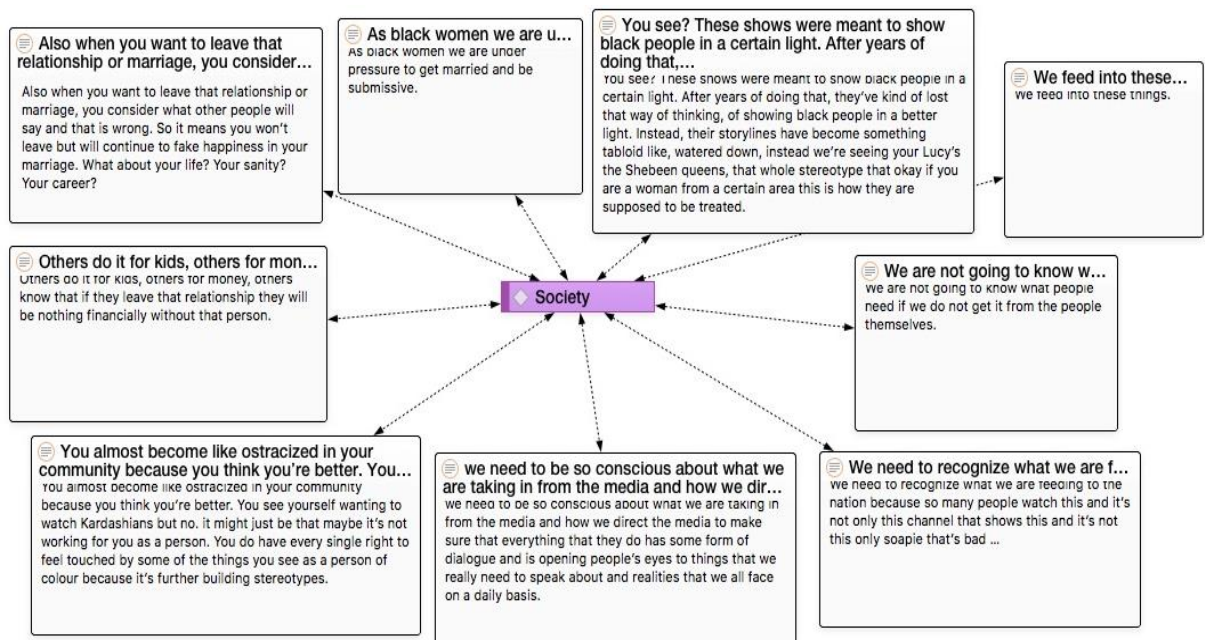 Also when you want to leave that
relationship or marriage, you consider...
Also when you want to leave that relationship or
marriage, you consider what other people will
say and that is wrong. So it means you won't
leave but will continue to fake happiness in your
marriage. What about your life? Your sanity?
Your career?
As black women we are u...
As black women we are under
pressure to get married and be
submissive.
You see? These shows were meant to show
black people in a certain light. After years of
doing that,...
You see? These shows were meant to show black people in a
certain light. After years of doing that, they've kind of lost
that way of thinking, of showing black people in a better
light. Instead, their storylines have become something
tabloid like, watered down, instead we're seeing your Lucy's
the Shebeen queens, that whole stereotype that okay if you
are a woman from a certain area this is how they are
supposed to be treated.
We feed into these...
We feed into these things.
Others do it for kids, others for mon...
Others do it for kids, others for money, others
know that if they leave that relationship they will
be nothing financially without that person.
Society
We are not going to know w...
We are not going to know what people
need if we do not get it from the people
themselves.
You almost become like ostracized in your
community because you think you're better. You...
You almost become like ostracized in your community
because you think you're better. You see yourself wanting to
watch Kardashians but no. it might just be that maybe it's not
working for you as a person. You do have every single right to
feel touched by some of the things you see as a person of
colour because it's further building stereotypes.
we need to be so conscious about what we
are taking in from the media and how we dir...
we need to be so conscious about what we are taking in
from the media and how we direct the media to make
sure that everything that they do has some form of
dialogue and is opening people's eyes to things that we
really need to speak about and realities that we all face
on a daily basis.
We need to recognize what we are f...
We need to recognize what we are feeding to the
nation because so many people watch this and it's
not only this channel that shows this and it's not
this only soapie that's bad ...